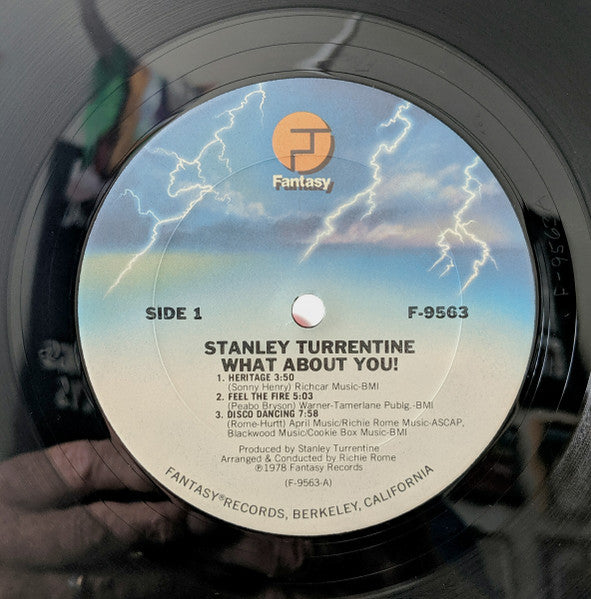 Fantasy
SIDE 1
F-9563
STANLEY TURRENTINE
WHAT ABOUT YOU!
1. HERITAGE 3:50
(Sonny Henry) Richcar Music-BMI
2. FEEL THE FIRE 5:03
(Peabo Bryson) Warner-Tamerlane Publg.-BMI
3. DISCO DANCING 7:58
(Rome-Hurtt) April Music/Richie Rome Music-ASCAP,
Blackwood Music/Cookie Box Music-BMI
Produced by Stanley Turrentine
Arranged & Conducted by Richie Rome
℗1978 Fantasy Records
(F-9563-A)
FANTASY® RECORDS, BERKELEY, CALIFORNIA